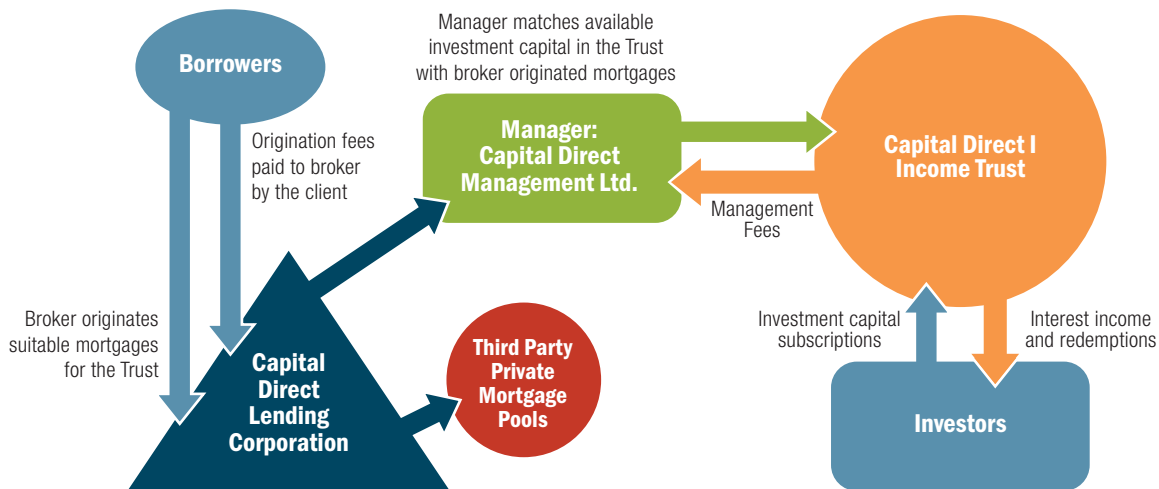 Borrowers
Manager matches available
investment capital in the Trust
with broker originated mortgages
Origination fees
paid to broker
by the client
Manager:
Capital Direct
Management Ltd.
Capital Direct I
Income Trust
Management
Fees
Broker originates
suitable mortgages
for the Trust
Capital
Direct
Lending
Corporation
Third Party
Private
Mortgage
Pools
Investment capital
subscriptions
Interest income
and redemptions
Investors